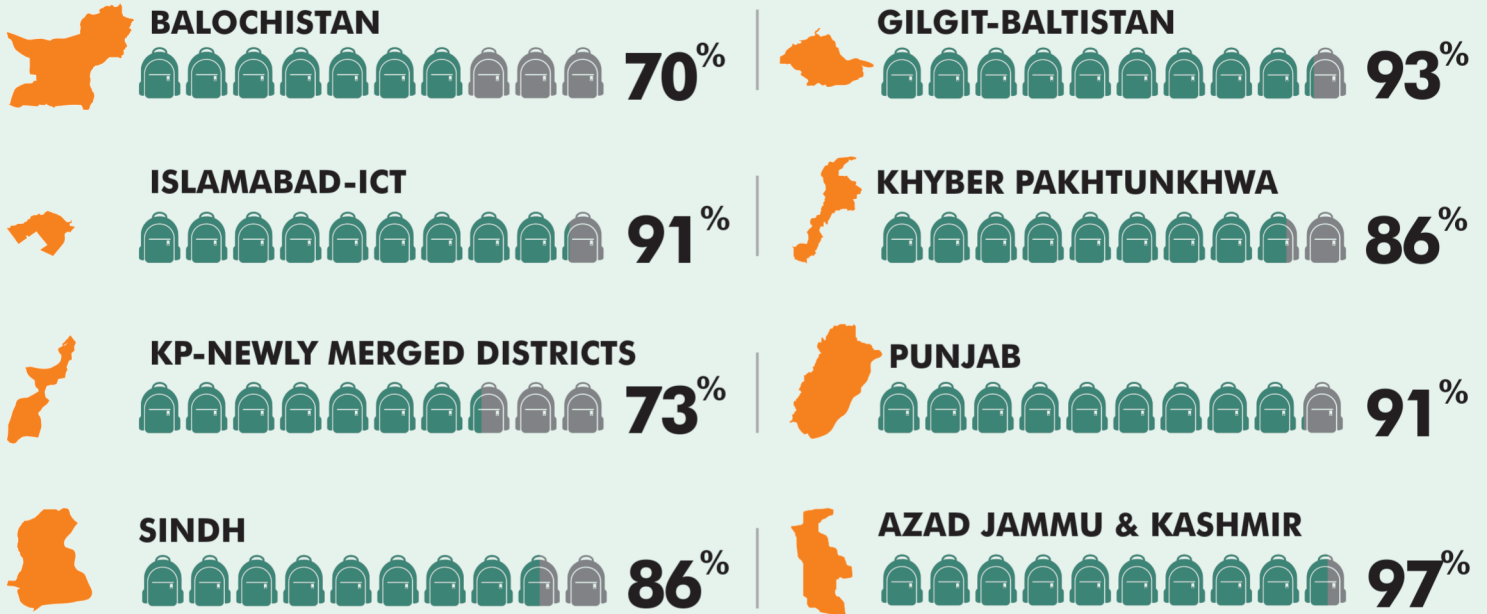 BALOCHISTAN
70%
GILGIT-BALTISTAN
93%
ISLAMABAD-ICT
91%
KHYBER PAKHTUNKHWA
86%
KP-NEWLY MERGED DISTRICTS
73%
PUNJAB
91%
SINDH
86%
AZAD JAMMU & KASHMIR
97%